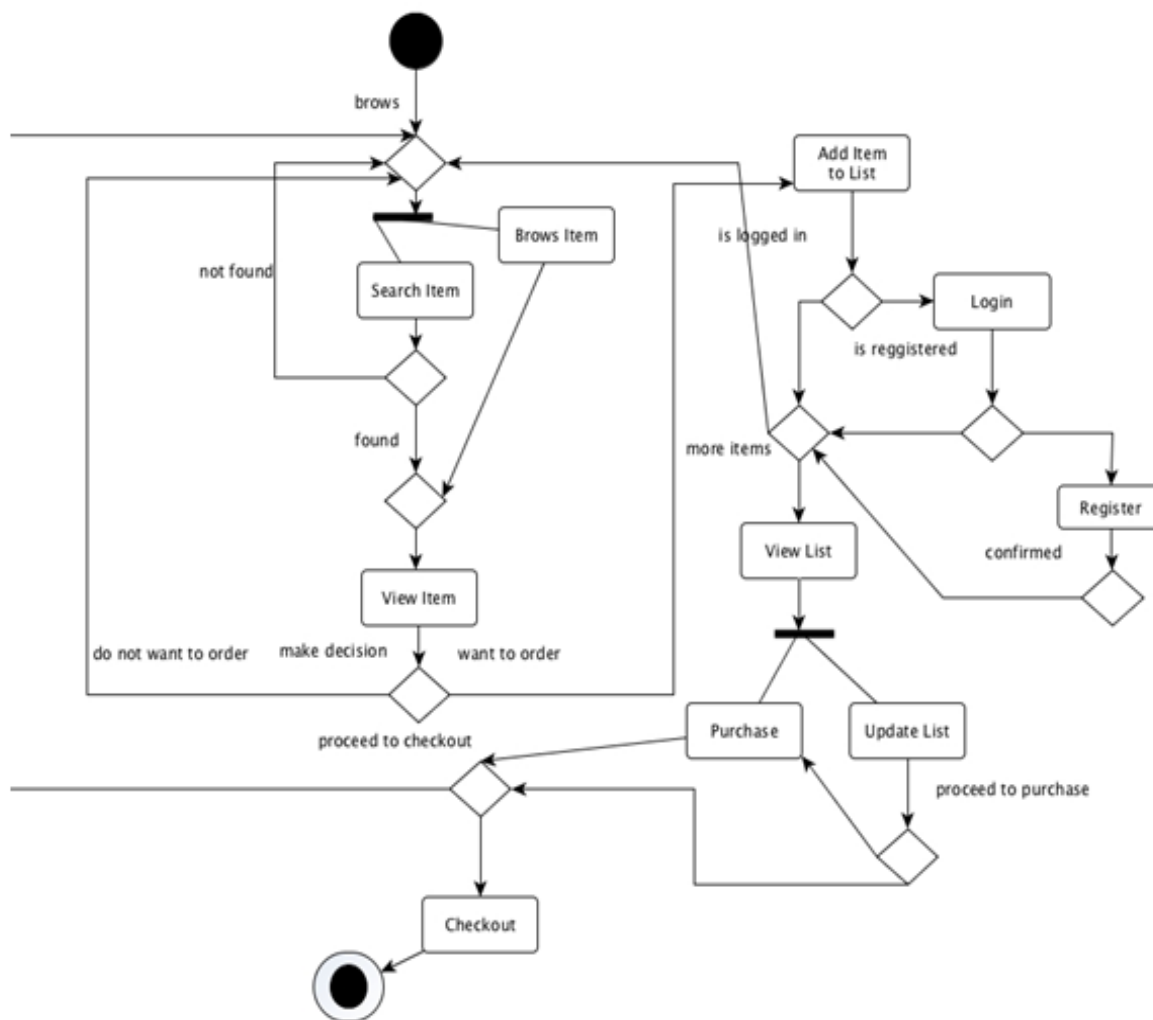 brows
Add Item
to List
Brows Item
is logged in
not found
Search Item
Login
is reggistered
found
more items
Register
View List
confirmed
View Item
do not want to order
make decision
want to order
Purchase
Update List
proceed to checkout
proceed to purchase
Checkout